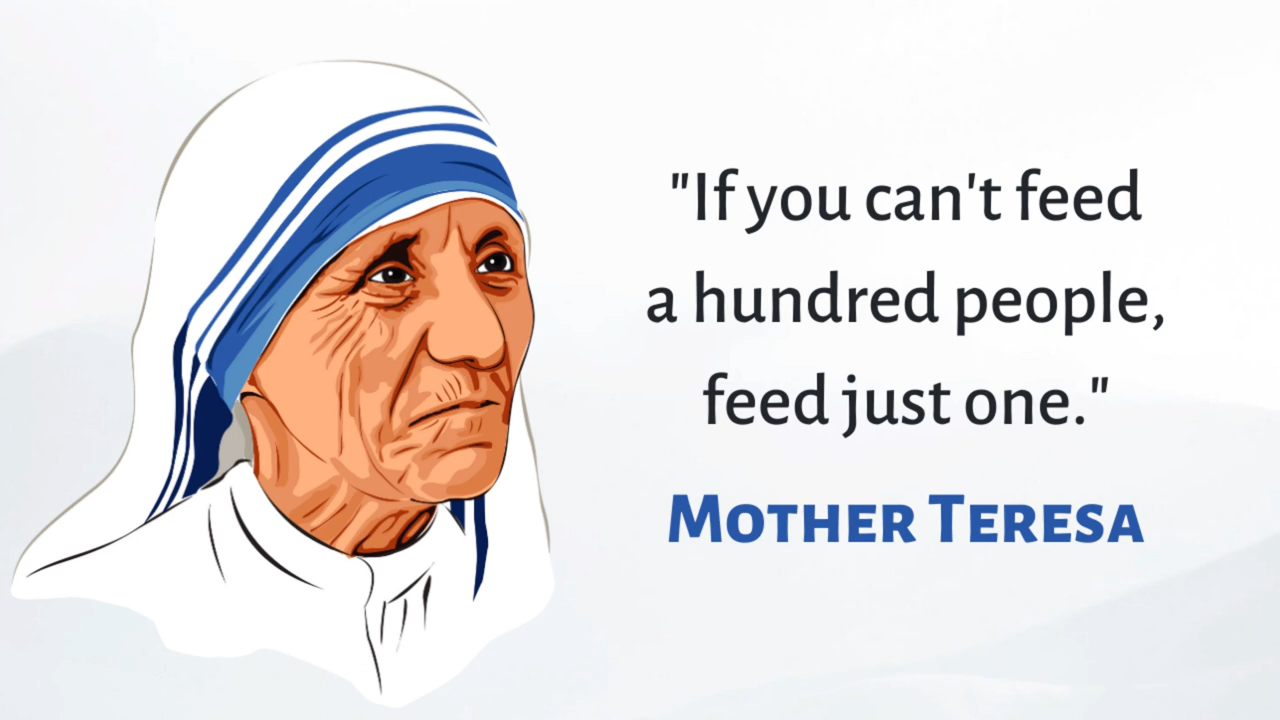 "If you can't feed
a hundred people,
feed just one."
Mother Teresa